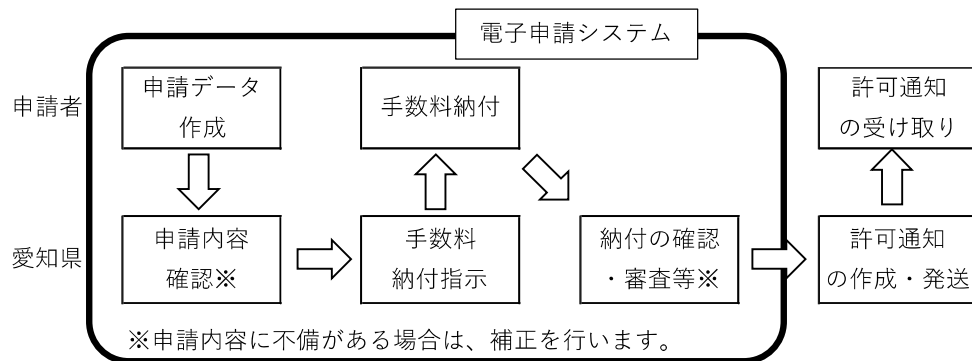 電子申請システム
申請者
申請データ
作成
手数料納付
許可通知
の受け取り
愛知県
申請内容
確認※
手数料
納付指示
納付の確認
・審査等※
許可通知
の作成・発送
※申請内容に不備がある場合は、補正を行います。